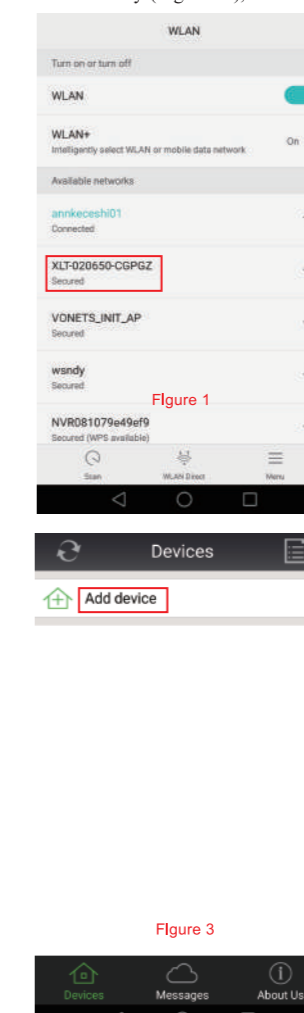 WLAN
Turn on or turn off
WLAN
WLAN+
Intelligently select WLAN or mobile data network
On
Available networks
annkeceshi01
Connected
XLT-020650-CGPGZ
Secured
VONETS_INIT_AP
Secured
wsndy
Secured
FIgure 1
NVR081079e49ef9
Secured (WPS available)
Scan WLAN Direct Menu
Devices
Add device
FIgure 3
Devices Messages About Us